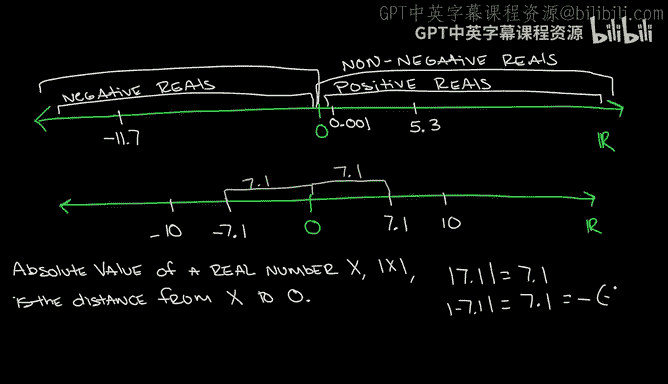 GPT中英字幕课程资源@bilibili.com
GPT中英字幕课程资源 bilibili
NON-NEGATIVE REALS
NEGATIVE REALS
POSITIVE REALS
-11.7 0 0.001 5.3 IR
7.1 7.1
-10 -7.1 0 7.1 10 IR
ABSOLUTE VALUE OF A REAL NUMBER X, |X|,
is the distance from X to 0.
|7.1| = 7.1
|-7.1| = 7.1 = -(-